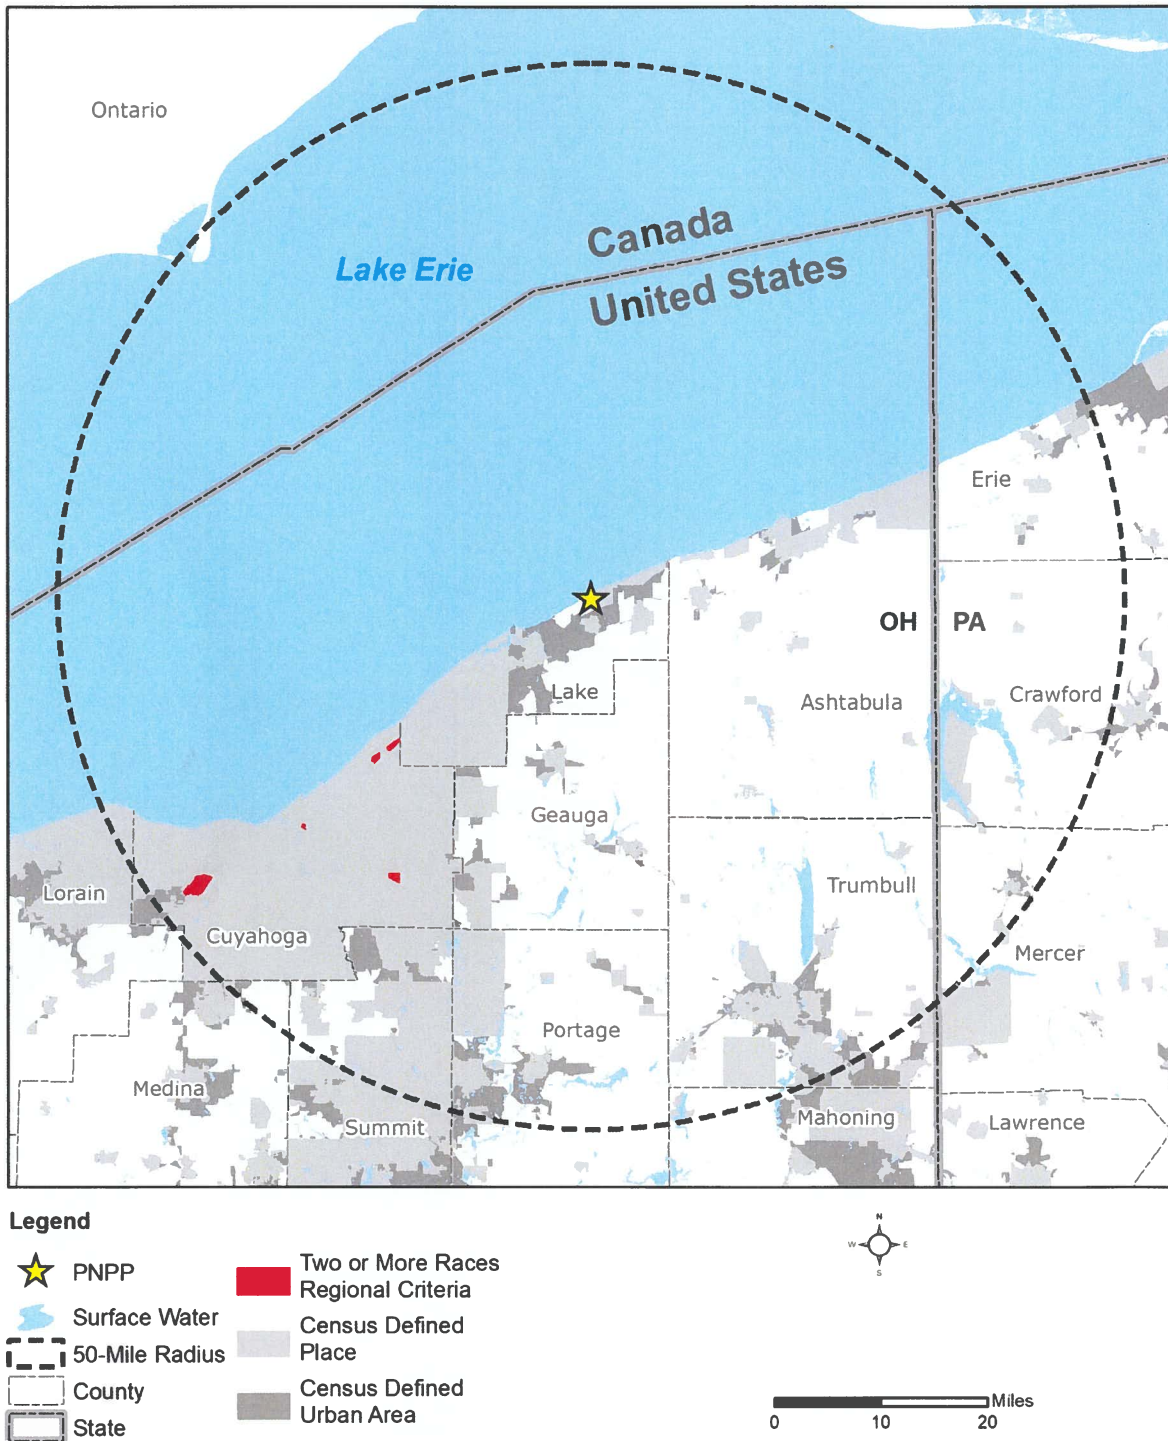 Ontario
Canada
Lake Erie
United States
Erie
OH
PA
Lake
Ashtabula
Crawford
Geauga
Trumbull
Lorain
Cuyahoga
Mercer
Portage
Medina
Summit
Mahoning
Lawrence
Legend
PNPP
Surface Water
50-Mile Radius
County
State
Two or More Races
Regional Criteria
Census Defined
Place
Census Defined
Urban Area
N
W
E
S
Miles
0
10
20